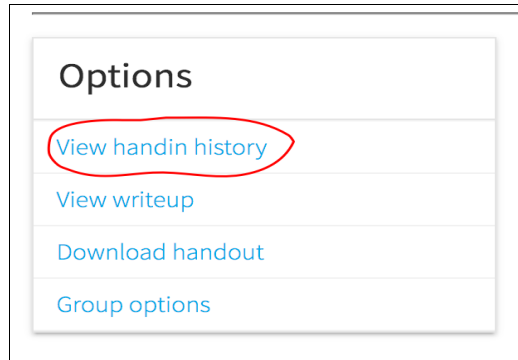 Options
View handin history
View writeup
Download handout
Group options